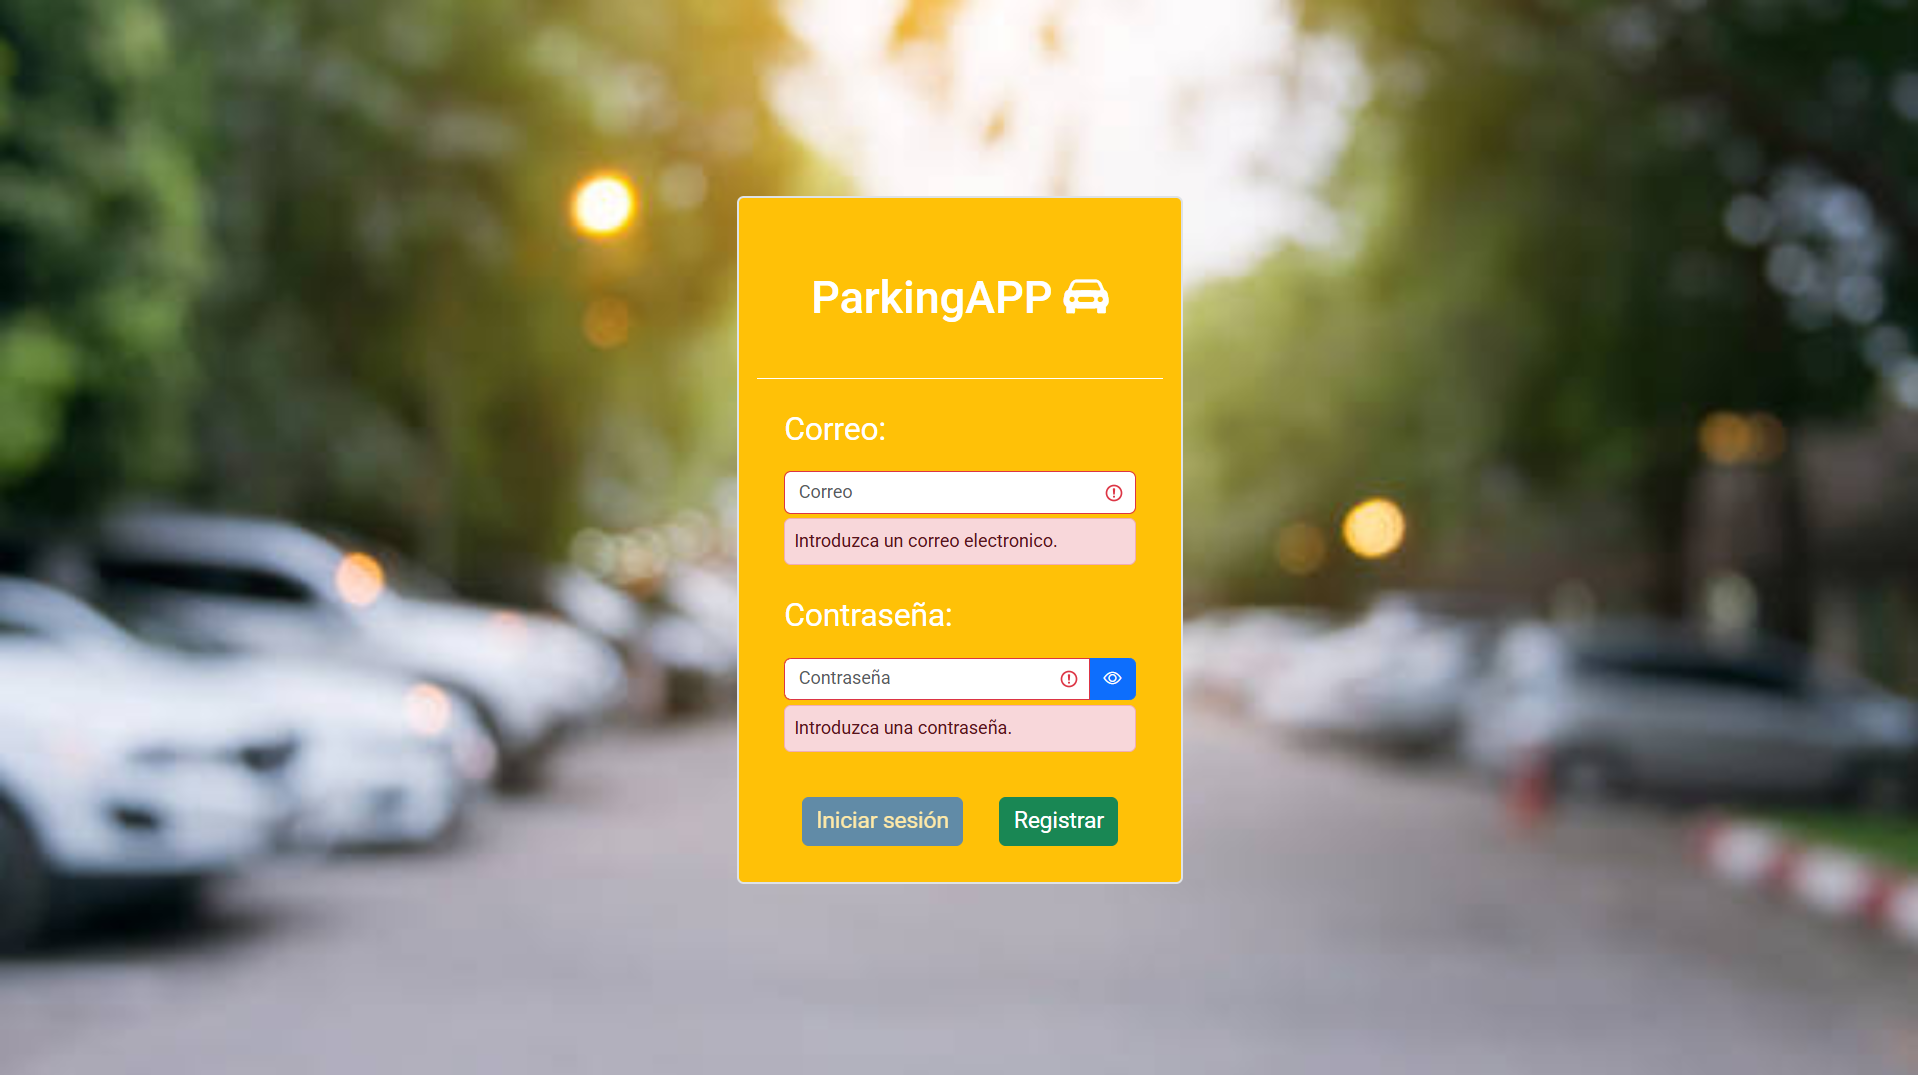 ParkingAPP
Correo:
Correo
Introduzca un correo electronico.
Contraseña:
Contraseña
Introduzca una contraseña.
Iniciar sesión
Registrar